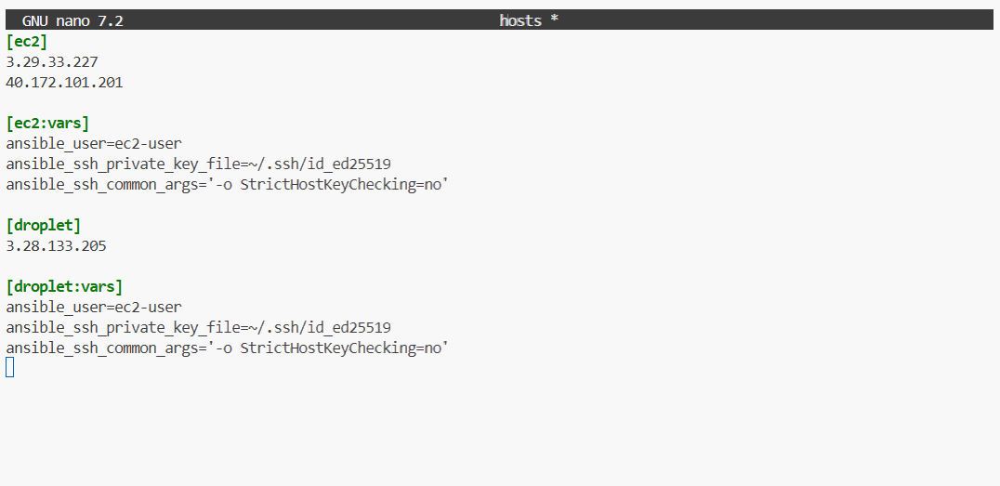 GNU nano 7.2 hosts *
[ec2]
3.29.33.227
40.172.101.201
[ec2:vars]
ansible_user=ec2-user
ansible_ssh_private_key_file=~/.ssh/id_ed25519
ansible_ssh_common_args='-o StrictHostKeyChecking=no'
[droplet]
3.28.133.205
[droplet:vars]
ansible_user=ec2-user
ansible_ssh_private_key_file=~/.ssh/id_ed25519
ansible_ssh_common_args='-o StrictHostKeyChecking=no'